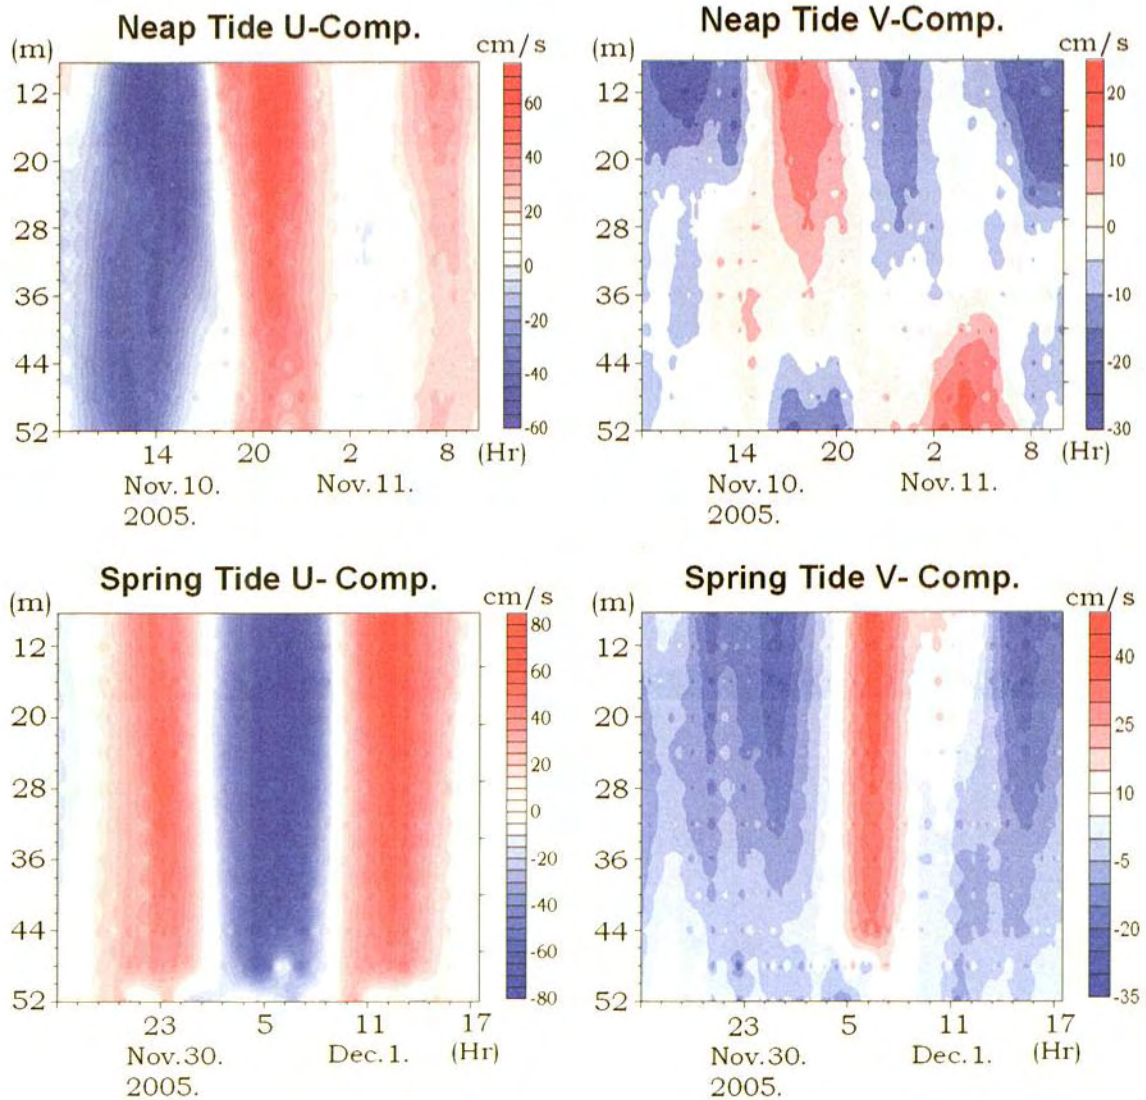 Neap Tide U-Comp.
(m)
cm/s
12
20
28
36
44
52
60
40
20
0
-20
-40
-60
14 20 2 8 (Hr)
Nov.10. Nov.11.
2005.
Neap Tide V-Comp.
(m)
cm/s
12
20
28
36
44
52
20
10
0
-10
-20
-30
14 20 2 8 (Hr)
Nov.10. Nov.11.
2005.
Spring Tide U- Comp.
(m)
cm/s
12
20
28
36
44
52
80
60
40
20
0
-20
-40
-60
-80
23 5 11 17
Nov.30. Dec.1. (Hr)
2005.
Spring Tide V- Comp.
(m)
cm/s
12
20
28
36
44
52
40
25
10
-5
-20
-35
23 5 11 17
Nov.30. Dec.1. (Hr)
2005.